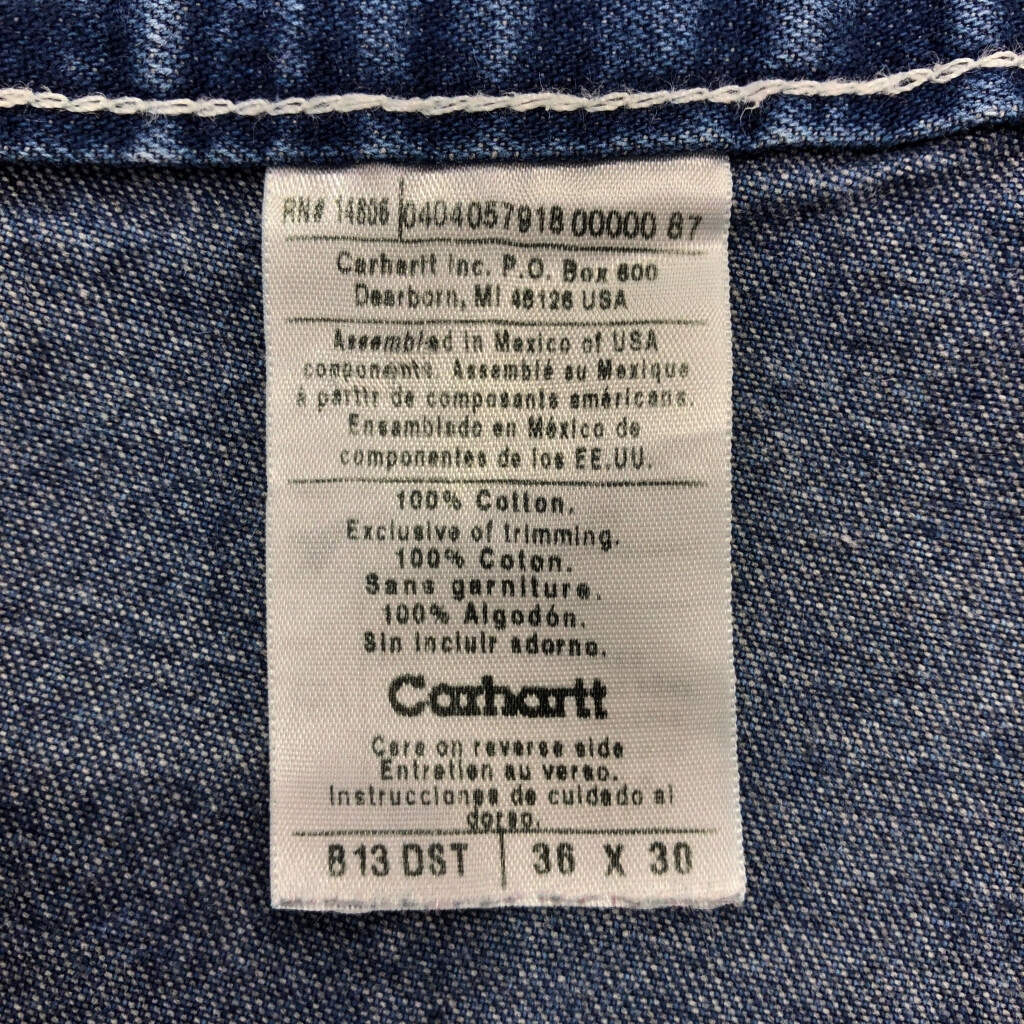 RN# 14806 0404057918 00000 87
Carhartt Inc. P.O. Box 600
Dearborn, MI 48126 USA
Assembled in Mexico of USA
components. Assemblé au Mexique
à partir de composants américans.
Ensamblado en México de
componentes de los EE.UU.
100% Cotton.
Exclusive of trimming.
100% Coton.
Sans garniture.
100% Algodón.
Sin incluir adorno.
Carhartt
Care on reverse side
Entretien au verso.
Instrucciones de cuidado al
dorso.
B13 DST 36 X 30